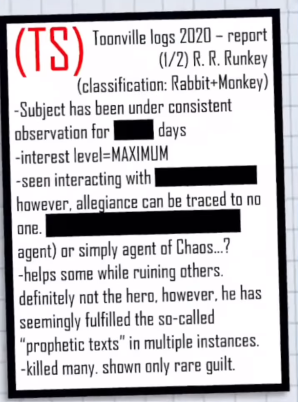 (TS) Toonville logs 2020 – report
(1/2) R. R. Runkey
(classification: Rabbit+Monkey)
-Subject has been under consistent
observation for days
-interest level=MAXIMUM
-seen interacting with
however, allegiance can be traced to no
one.
agent) or simply agent of Chaos...?
-helps some while ruining others.
definitely not the hero, however, he has
seemingly fulfilled the so-called
“prophetic texts” in multiple instances.
-killed many. shown only rare guilt.